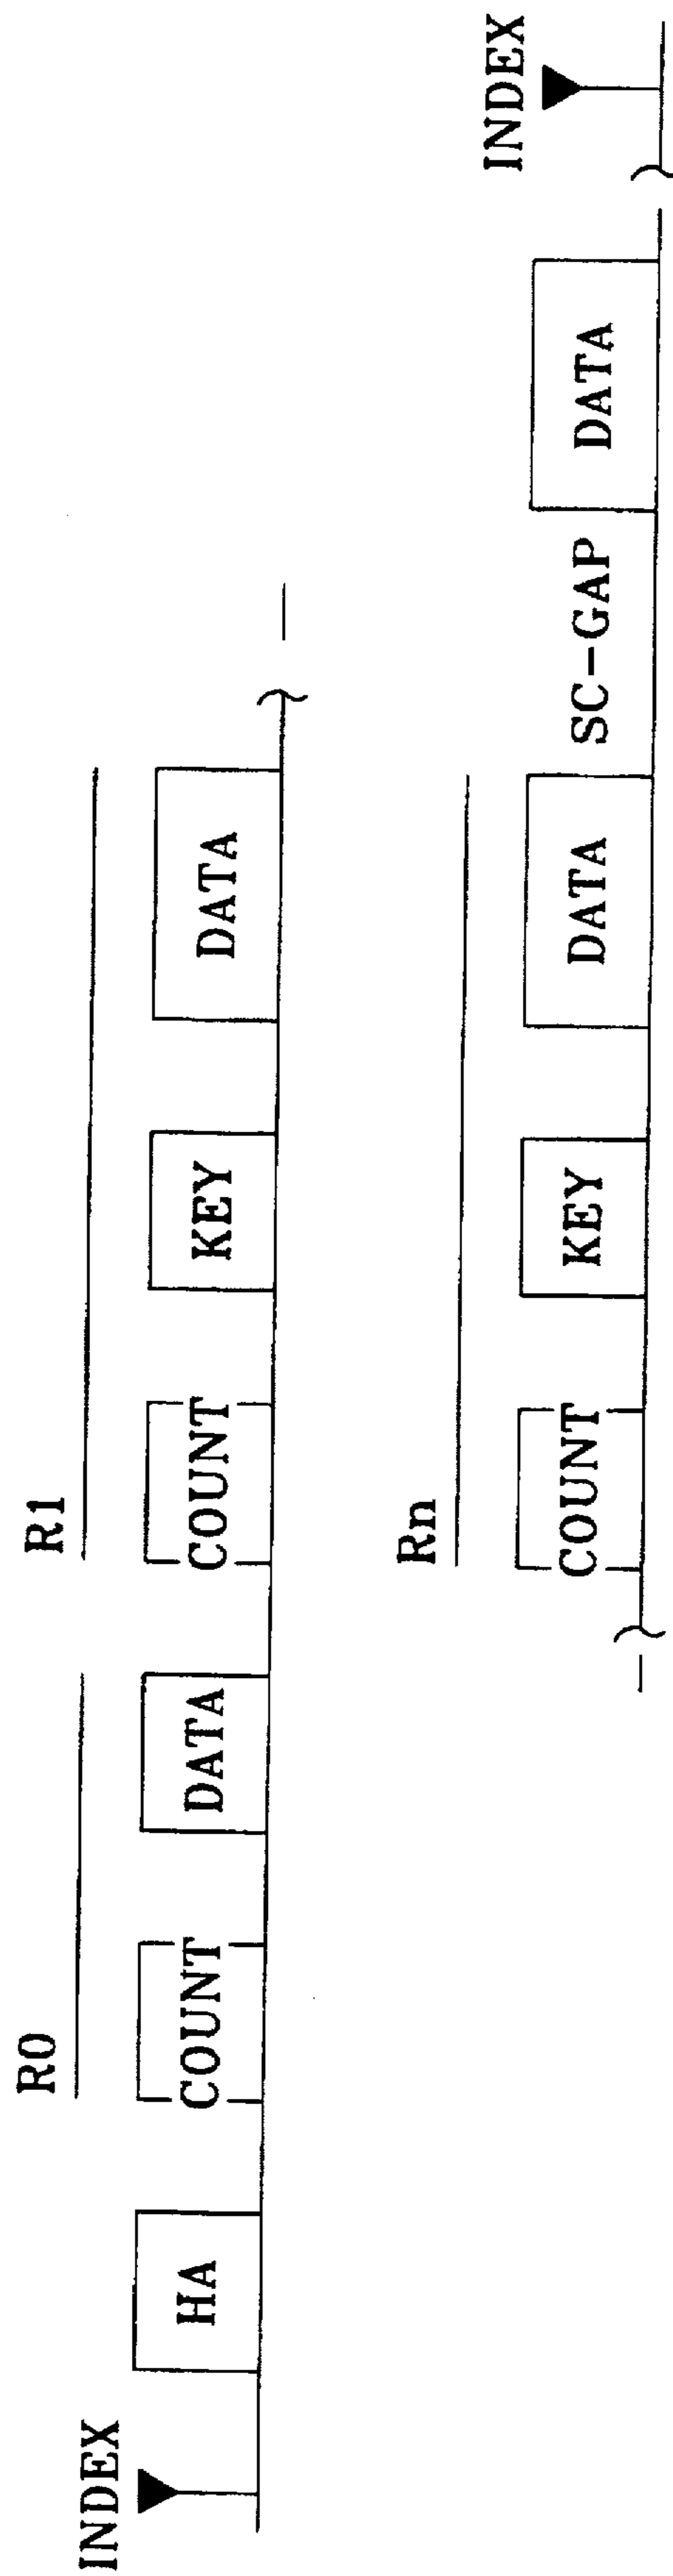 R0 R1
INDEX HA COUNT DATA COUNT KEY DATA
Rn
COUNT KEY DATA SC-GAP DATA INDEX